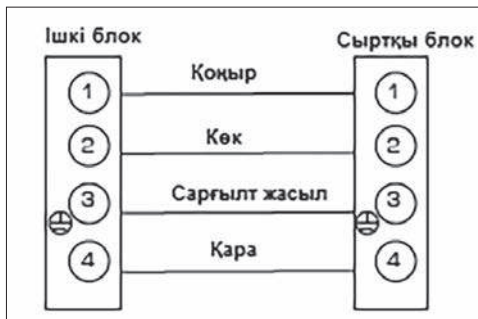 Ішкі блок
Сыртқы блок
1 Қоңыр 1
2 Көк 2
3 Сарғылт жасыл 3
4 Қара 4